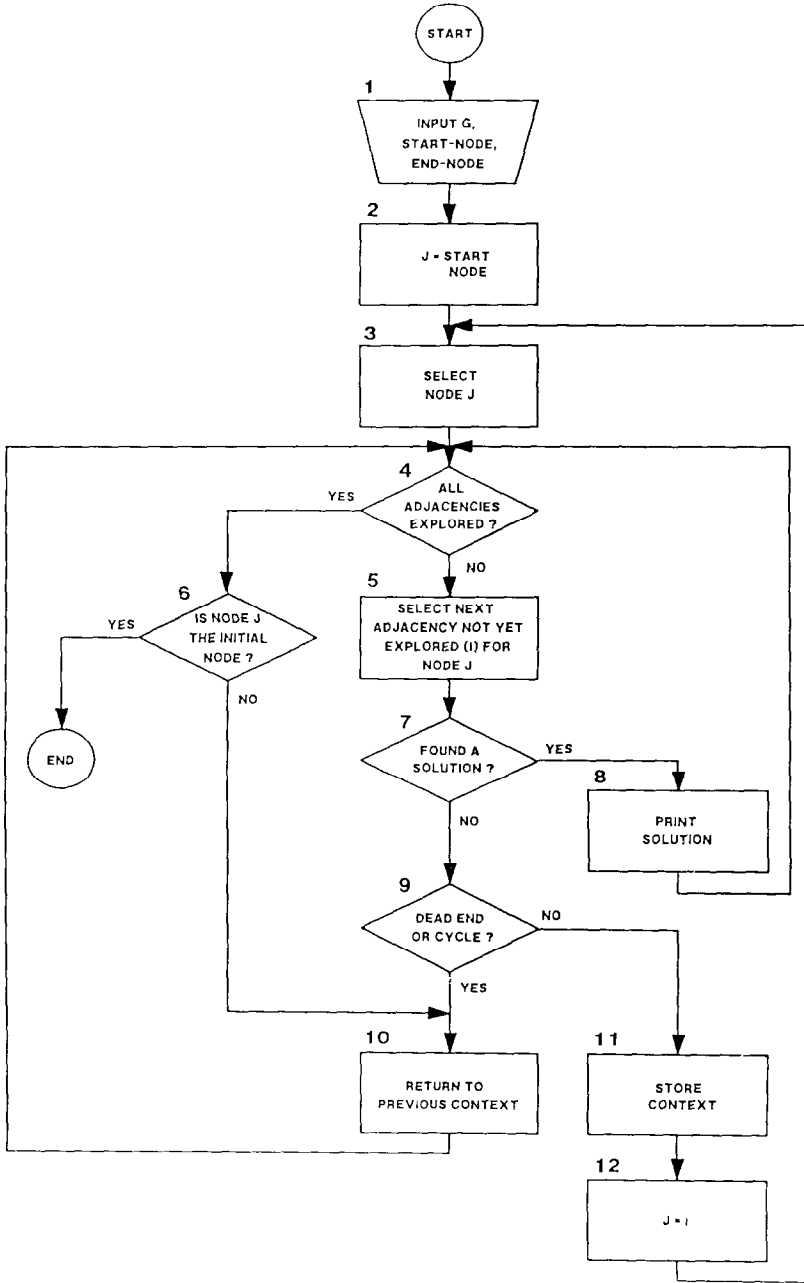 START
1
INPUT G,
START-NODE,
END-NODE
2
J = START
NODE
3
SELECT
NODE J
4
ALL
ADJACENCIES
EXPLORED ?
YES
NO
5
SELECT NEXT
ADJACENCY NOT YET
EXPLORED (I) FOR
NODE J
6
IS NODE J
THE INITIAL
NODE ?
YES
NO
END
7
FOUND A
SOLUTION ?
YES
NO
8
PRINT
SOLUTION
9
DEAD END
OR CYCLE ?
NO
YES
10
RETURN TO
PREVIOUS CONTEXT
11
STORE
CONTEXT
12
J = i